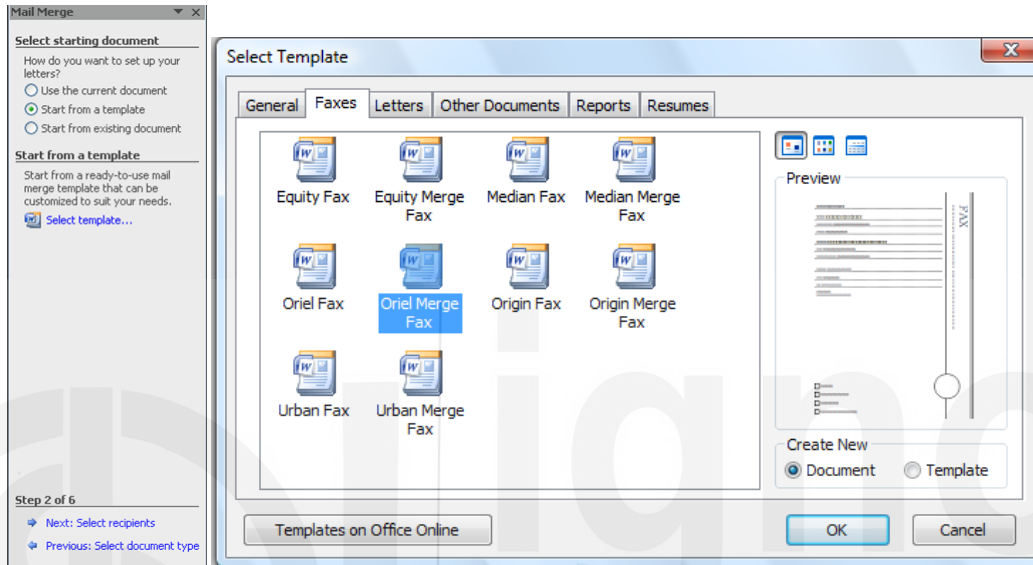 Mail Merge
Select starting document
How do you want to set up your
letters?
Use the current document
Start from a template
Start from existing document
Start from a template
Start from a ready-to-use mail
merge template that can be
customized to suit your needs.
Select template...
Step 2 of 6
Next: Select recipients
Previous: Select document type
Select Template
General Faxes Letters Other Documents Reports Resumes
Equity Fax
Equity Merge
Fax
Median Fax
Median Merge
Fax
Oriel Fax
Oriel Merge
Fax
Origin Fax
Origin Merge
Fax
Urban Fax
Urban Merge
Fax
Preview
FAX
Create New
Document Template
Templates on Office Online
OK Cancel